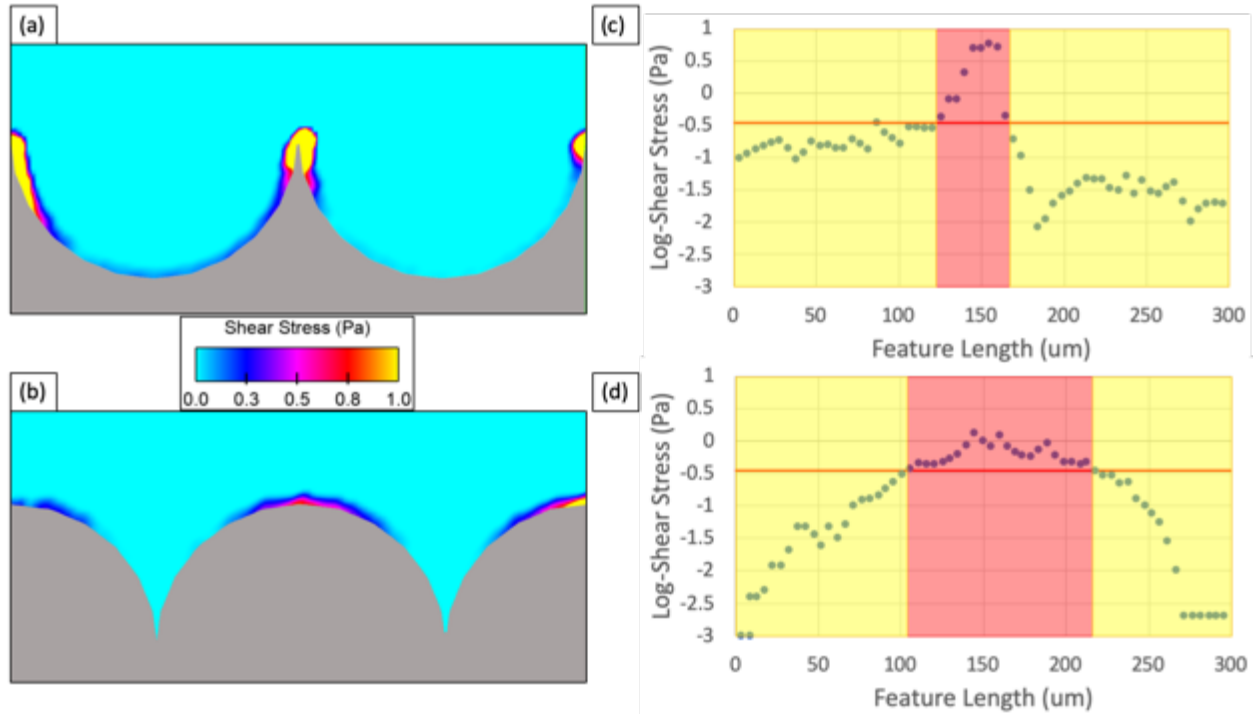 (a)
Shear Stress (Pa)
0.0 0.3 0.5 0.8 1.0
(b)
(c)
Log-Shear Stress (Pa)
1
0.5
0
-0.5
-1
-1.5
-2
-2.5
-3
0 50 100 150 200 250 300
Feature Length (um)
(d)
Log-Shear Stress (Pa)
1
0.5
0
-0.5
-1
-1.5
-2
-2.5
-3
0 50 100 150 200 250 300
Feature Length (um)